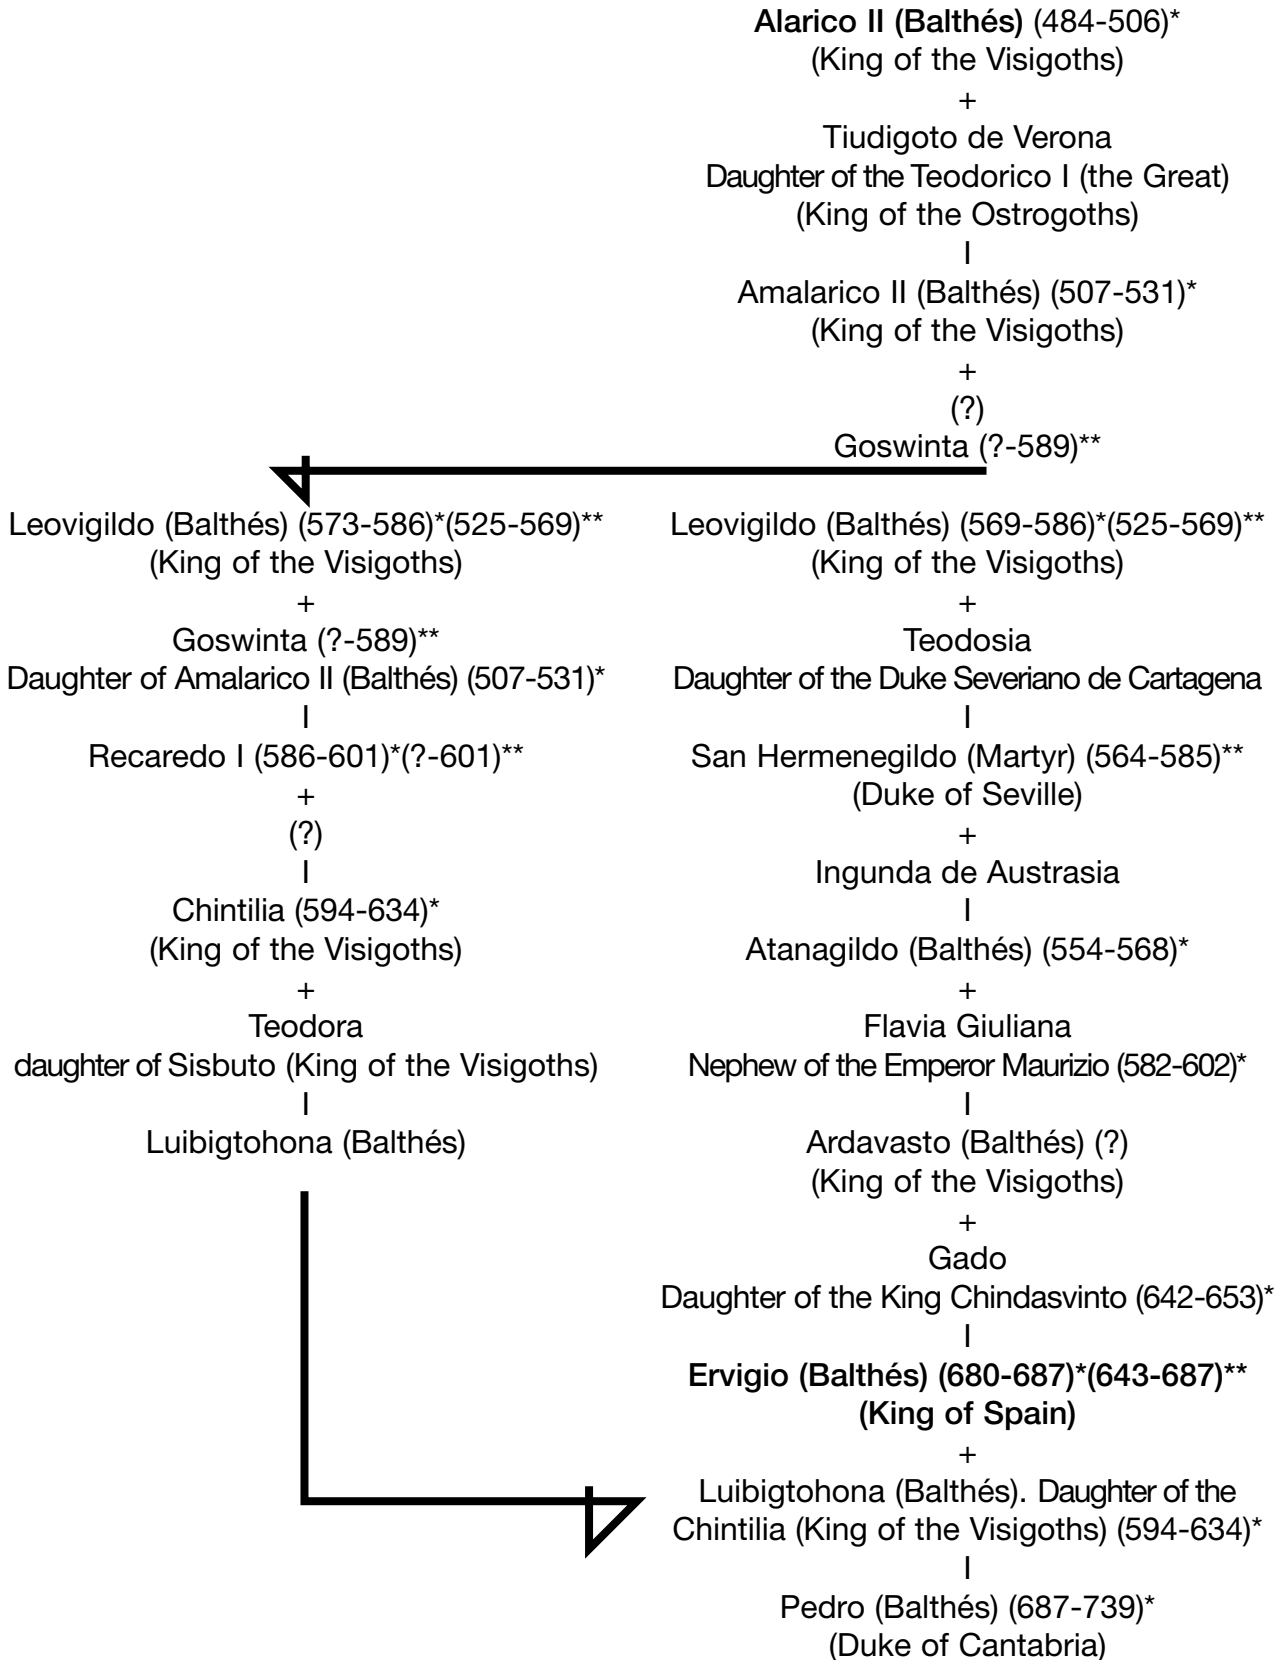 Alarico II (Balthés) (484-506)*
(King of the Visigoths)
+
Tiudigoto de Verona
Daughter of the Teodorico I (the Great)
(King of the Ostrogoths)
I
Amalarico II (Balthés) (507-531)*
(King of the Visigoths)
+
(?)
Goswinta (?-589)**
Leovigildo (Balthés) (573-586)*(525-569)**
(King of the Visigoths)
+
Goswinta (?-589)**
Daughter of Amalarico II (Balthés) (507-531)*
I
Recaredo I (586-601)*(?-601)**
+
(?)
I
Chintilia (594-634)*
(King of the Visigoths)
+
Teodora
daughter of Sisbuto (King of the Visigoths)
I
Luibigtohona (Balthés)
Leovigildo (Balthés) (569-586)*(525-569)**
(King of the Visigoths)
+
Teodosia
Daughter of the Duke Severiano de Cartagena
I
San Hermenegildo (Martyr) (564-585)**
(Duke of Seville)
+
Ingunda de Austrasia
I
Atanagildo (Balthés) (554-568)*
+
Flavia Giuliana
Nephew of the Emperor Maurizio (582-602)*
I
Ardavasto (Balthés) (?)
(King of the Visigoths)
+
Gado
Daughter of the King Chindasvinto (642-653)*
I
Ervigio (Balthés) (680-687)*(643-687)**
(King of Spain)
+
Luibigtohona (Balthés). Daughter of the
Chintilia (King of the Visigoths) (594-634)*
I
Pedro (Balthés) (687-739)*
(Duke of Cantabria)